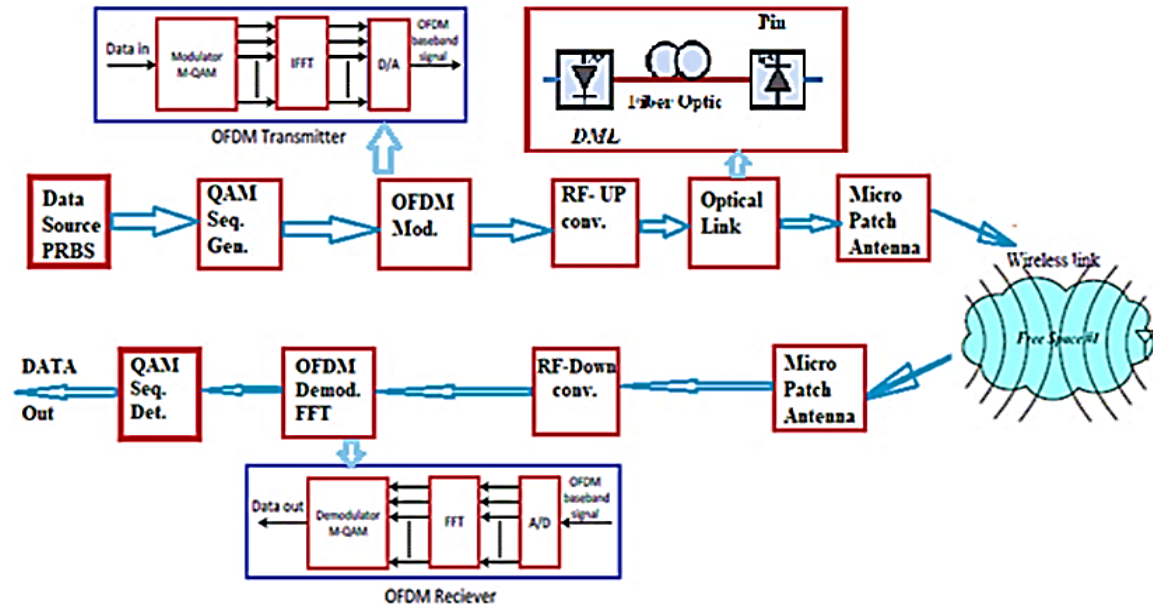 Data in
Modulator
M-QAM
IFFT
D/A
OFDM
baseband
signal
OFDM Transmitter
Pin
Fiber Optic
DML
Data
Source
PRBS
QAM
Seq.
Gen.
OFDM
Mod.
RF- UP
conv.
Optical
Link
Micro
Patch
Antenna
Wireless link
Free Space#1
DATA
Out
QAM
Seq.
Det.
OFDM
Demod.
FFT
RF-Down
conv.
Micro
Patch
Antenna
Data out
Demodulator
M-QAM
FFT
A/D
OFDM
baseband
signal
OFDM Reciever